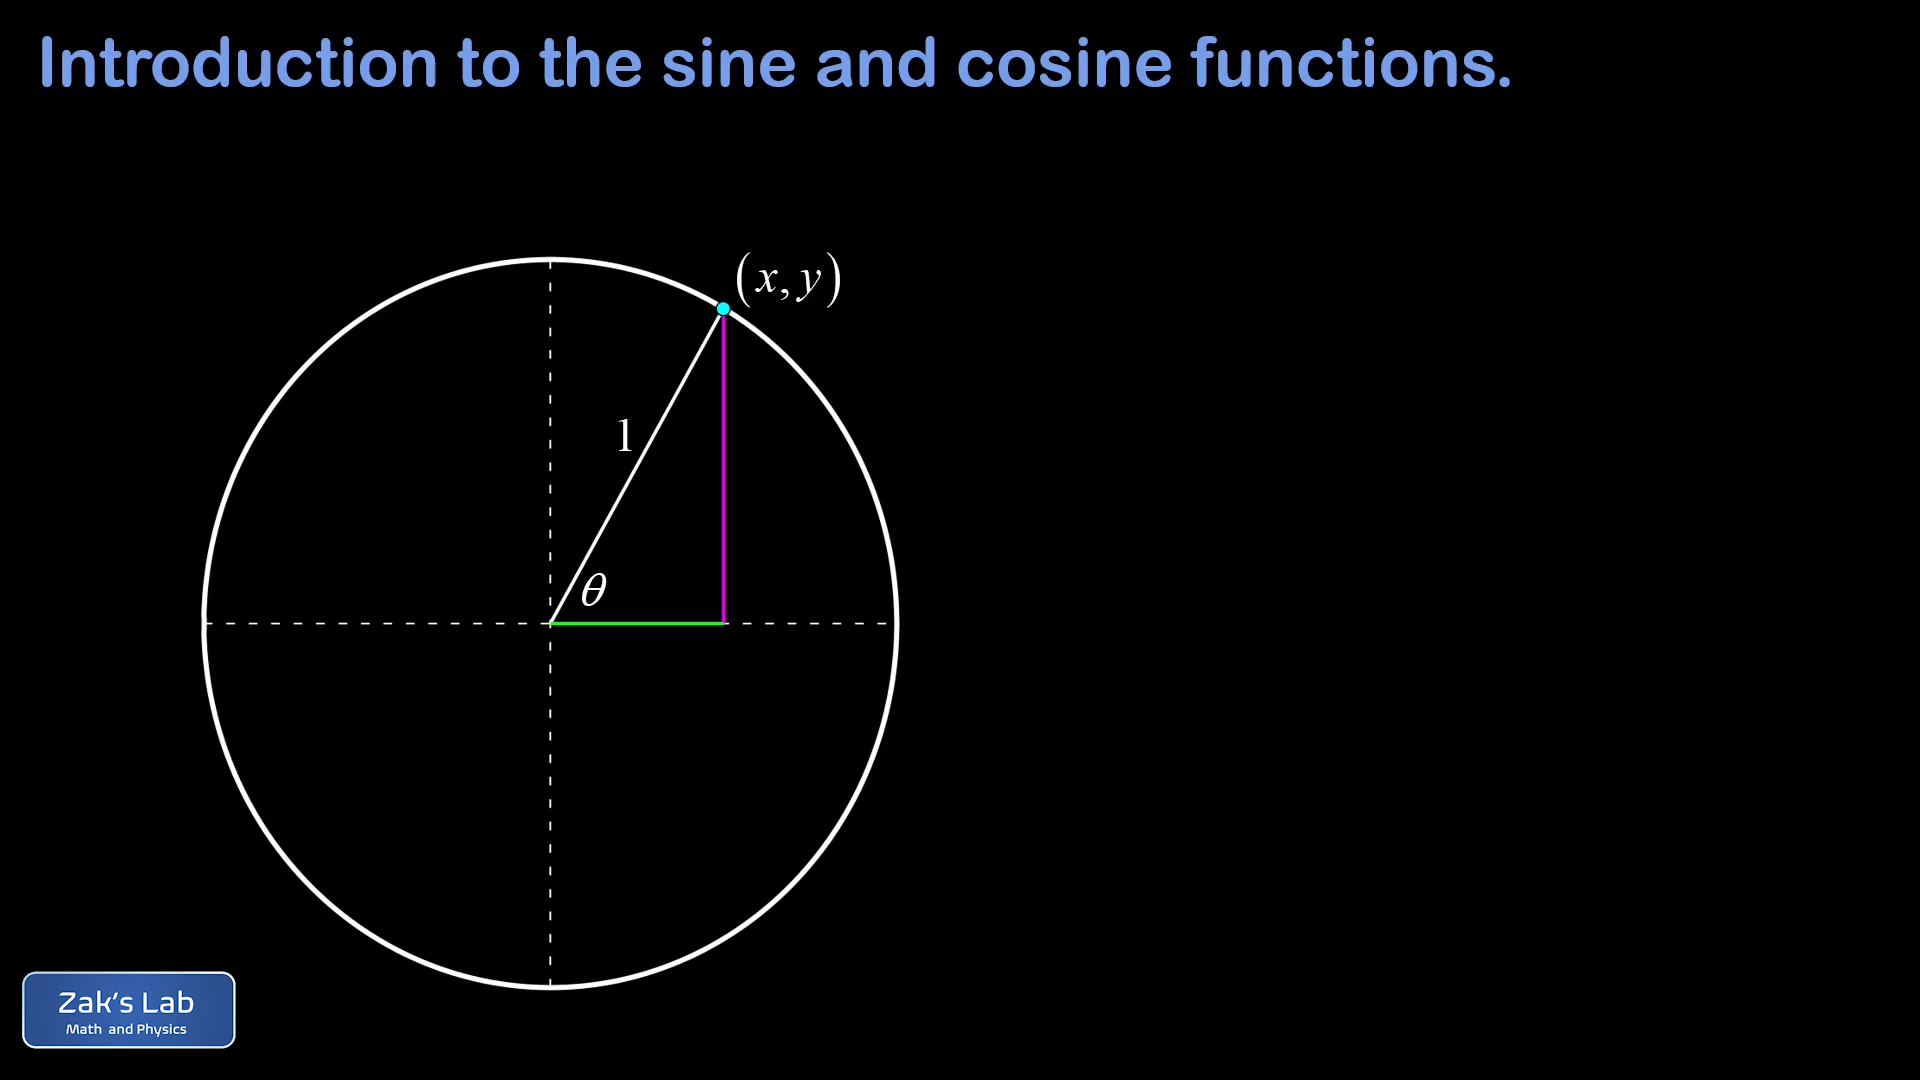 Introduction to the sine and cosine functions.
(x, y)
1
θ
Zak's Lab
Math and Physics